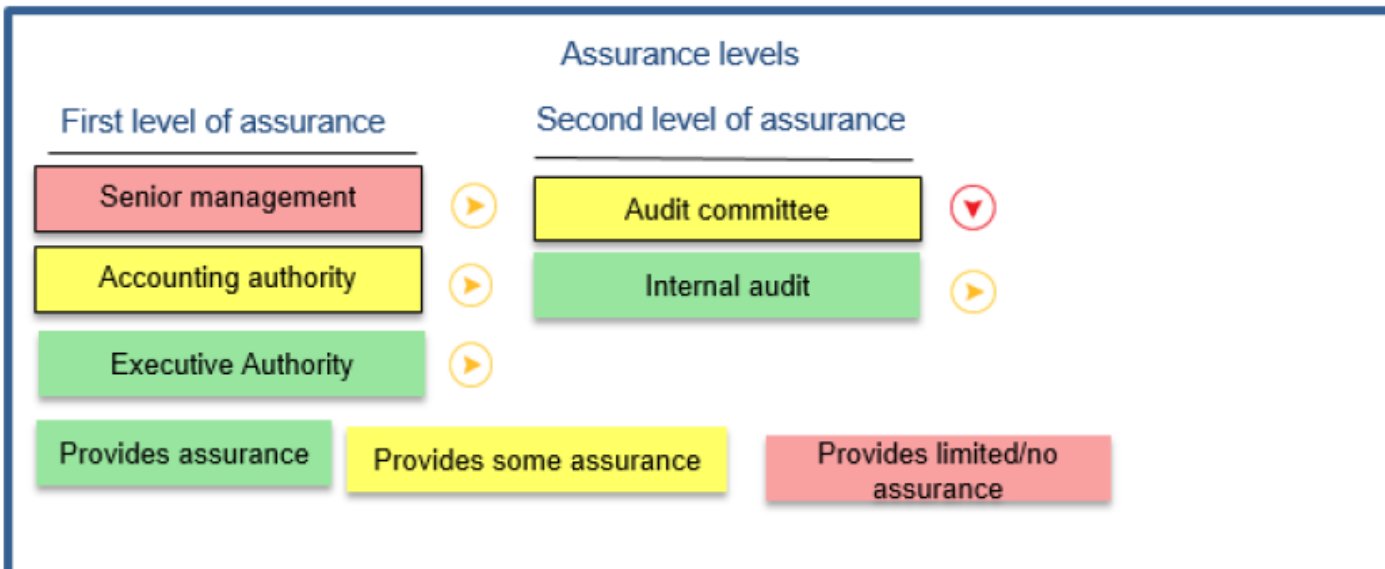 Assurance levels
First level of assurance
Second level of assurance
Senior management
Audit committee
Accounting authority
Internal audit
Executive Authority
Provides assurance
Provides some assurance
Provides limited/no
assurance